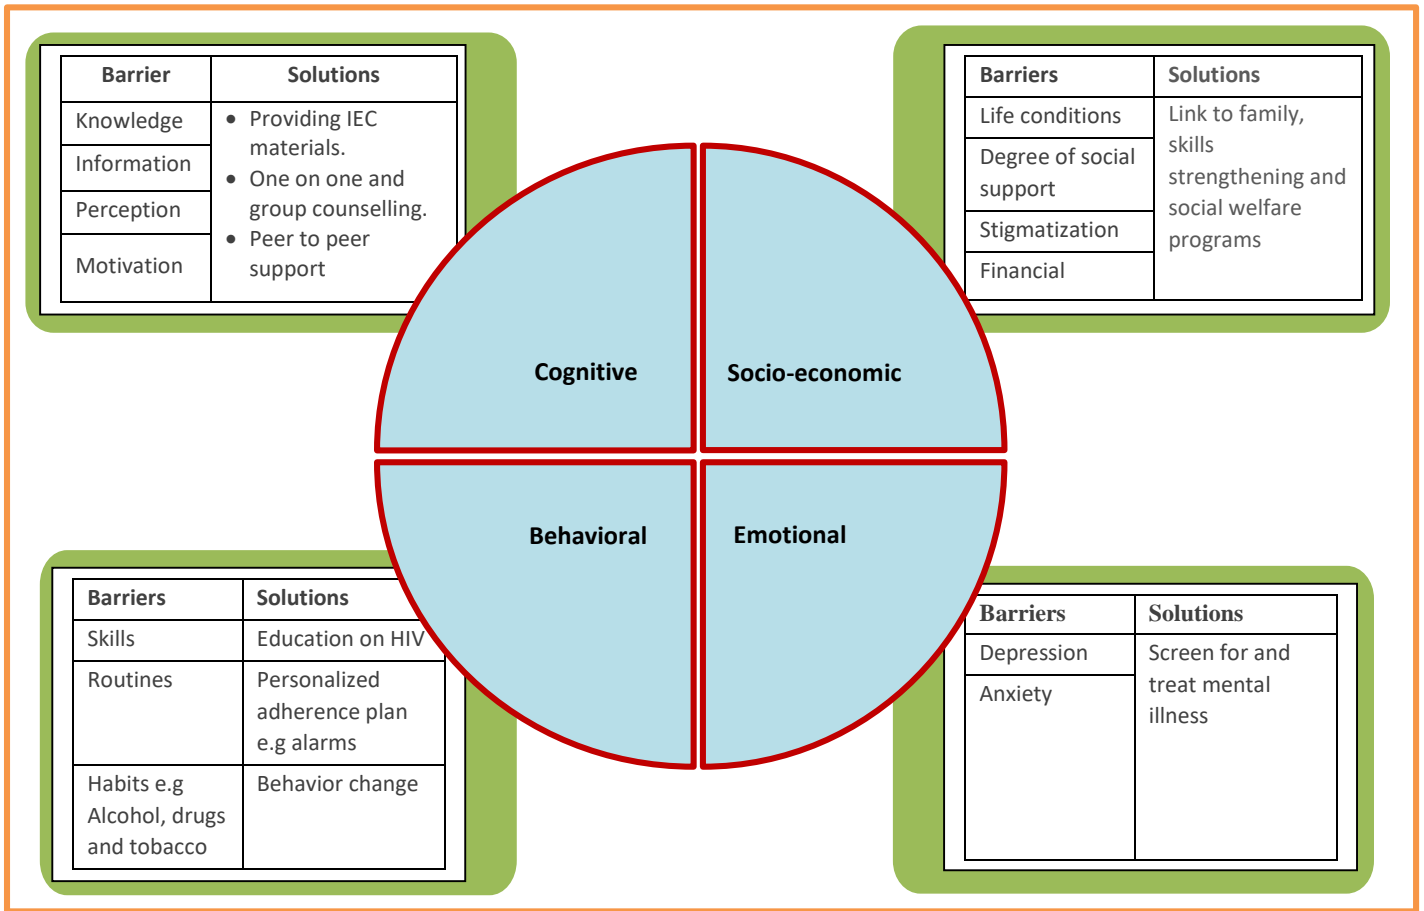 Barrier
Solutions
Knowledge
Information
Perception
Motivation
• Providing IEC
materials.
• One on one and
group counselling.
• Peer to peer
support
Barriers
Solutions
Life conditions
Degree of social
support
Stigmatization
Financial
Link to family,
skills
strengthening and
social welfare
programs
Cognitive
Socio-economic
Behavioral
Emotional
Barriers
Solutions
Skills
Education on HIV
Routines
Personalized
adherence plan
e.g alarms
Habits e.g
Alcohol, drugs
and tobacco
Behavior change
Barriers
Solutions
Depression
Anxiety
Screen for and
treat mental
illness